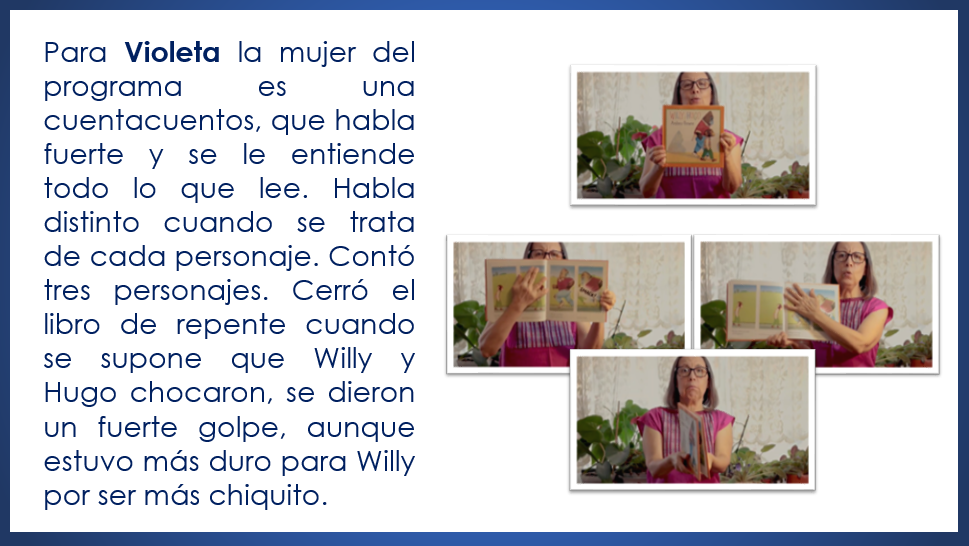 Para Violeta la mujer del
programa es una
cuentacuentos, que habla
fuerte y se le entiende
todo lo que lee. Habla
distinto cuando se trata
de cada personaje. Contó
tres personajes. Cerró el
libro de repente cuando
se supone que Willy y
Hugo chocaron, se dieron
un fuerte golpe, aunque
estuvo más duro para Willy
por ser más chiquito.